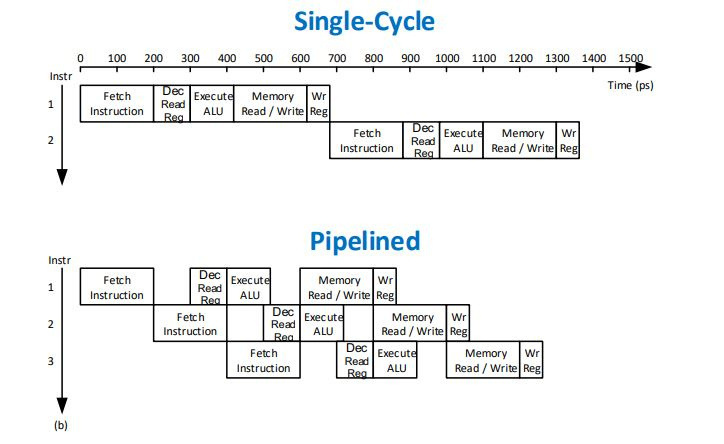 Single-Cycle
0 100 200 300 400 500 600 700 800 900 1000 1100 1200 1300 1400 1500
Time (ps)
Instr
1
Fetch
Instruction
Dec
Read
Reg
Execute
ALU
Memory
Read / Write
Wr
Reg
2
Fetch
Instruction
Dec
Read
Reg
Execute
ALU
Memory
Read / Write
Wr
Reg
Pipelined
Instr
1
Fetch
Instruction
Dec
Read
Reg
Execute
ALU
Memory
Read / Write
Wr
Reg
2
Fetch
Instruction
Dec
Read
Reg
Execute
ALU
Memory
Read / Write
Wr
Reg
3
Fetch
Instruction
Dec
Read
Reg
Execute
ALU
Memory
Read / Write
Wr
Reg
(b)